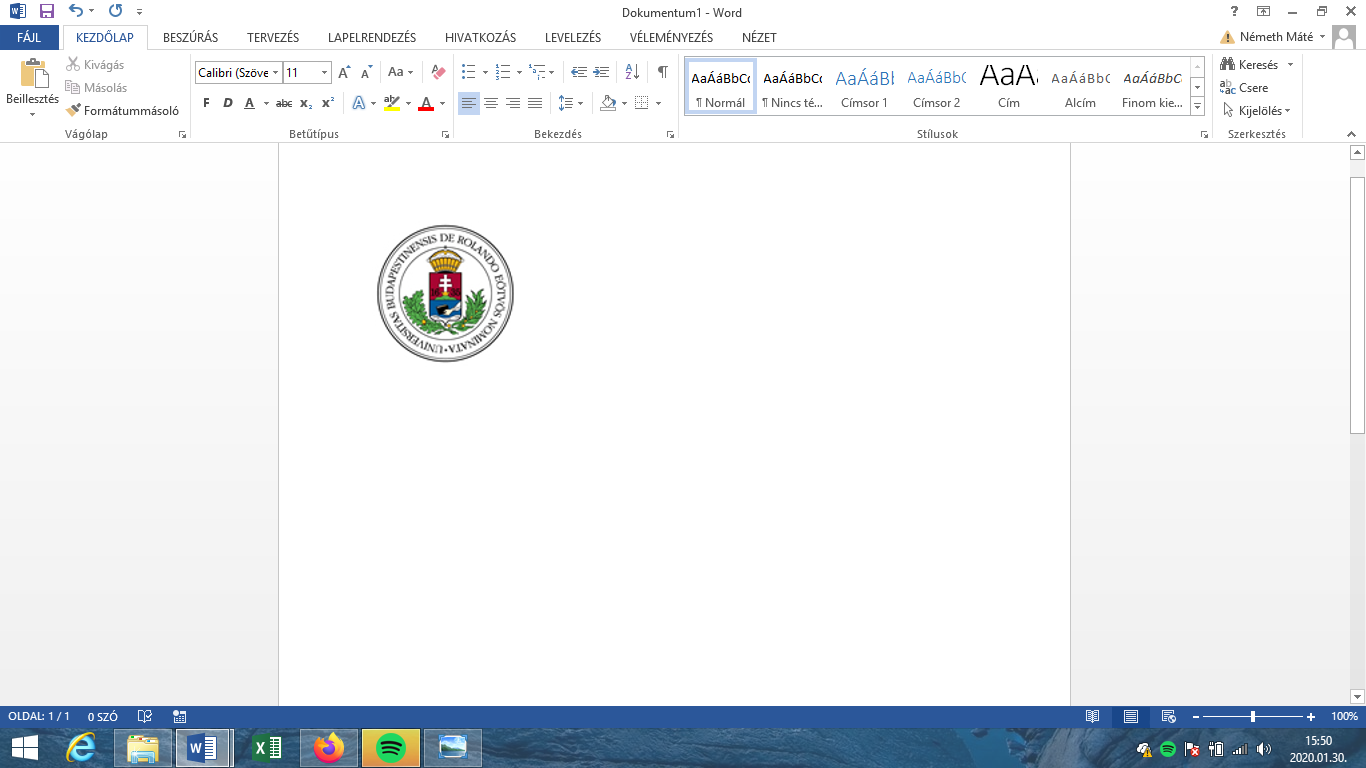 Dokumentum1 - Word
FÁJL KEZDŐLAP BESZÚRÁS TERVEZÉS LAPELRENDEZÉS HIVATKOZÁS LEVELEZÉS VÉLEMÉNYEZÉS NÉZET Németh Máté
Beillesztés
Kivágás
Másolás
Formátummásoló
Vágólap
Calibri (Szöve 11
F D A abc x₂ x²
Betűtípus
Bekezdés
AaÁáBbCc AaÁáBbCc AaÁáBl AaÁáBbC AaA AaÁáBbC AaÁáBbC
¶ Normál ¶ Nincs té... Címsor 1 Címsor 2 Cím Alcím Finom kie...
Stílusok
Keresés
Csere
Kijelölés
Szerkesztés
UNIVERSITAS BUDAPESTINENSIS DE ROLANDO EÖTVÖS NOMINATA
OLDAL: 1 / 1 0 SZÓ 100%
15:50
2020.01.30.